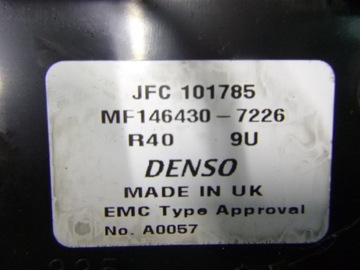 JFC 101785
MF146430-7226
R40 9U
DENSO
MADE IN UK
EMC Type Approval
No. A0057